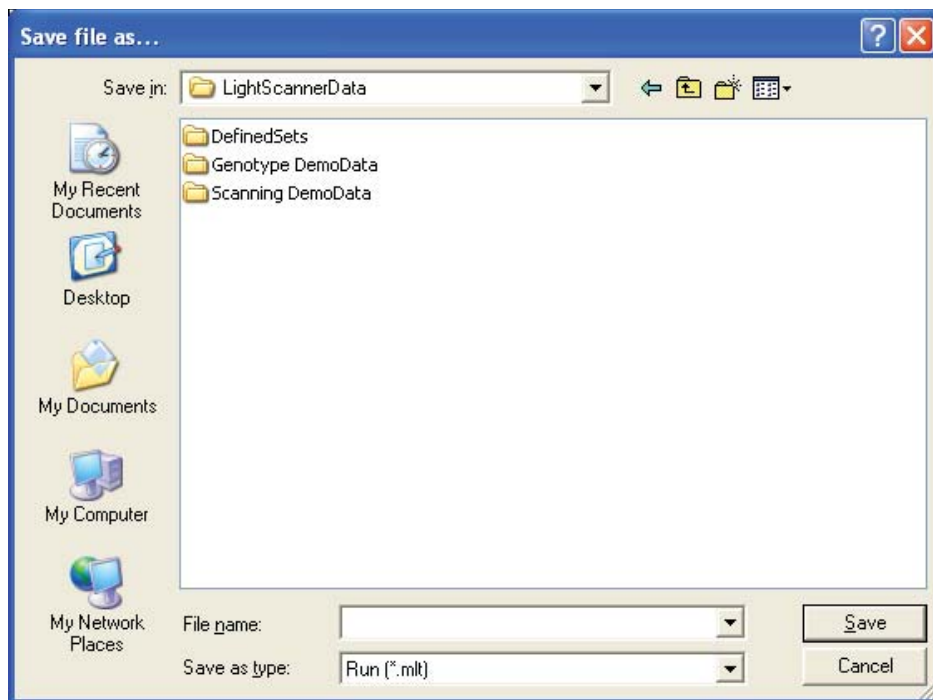 Save file as...
Save in:
LightScannerData
DefinedSets
Genotype DemoData
Scanning DemoData
My Recent
Documents
Desktop
My Documents
My Computer
My Network
Places
File name:
Save
Save as type:
Run (*.mlt)
Cancel